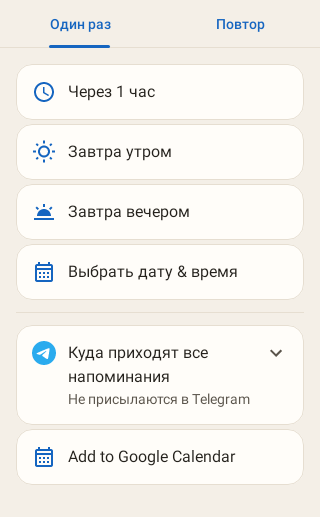 Один раз
Повтор
Через 1 час
Завтра утром
Завтра вечером
Выбрать дату & время
Куда приходят все
напоминания
Не присылаются в Telegram
Add to Google Calendar